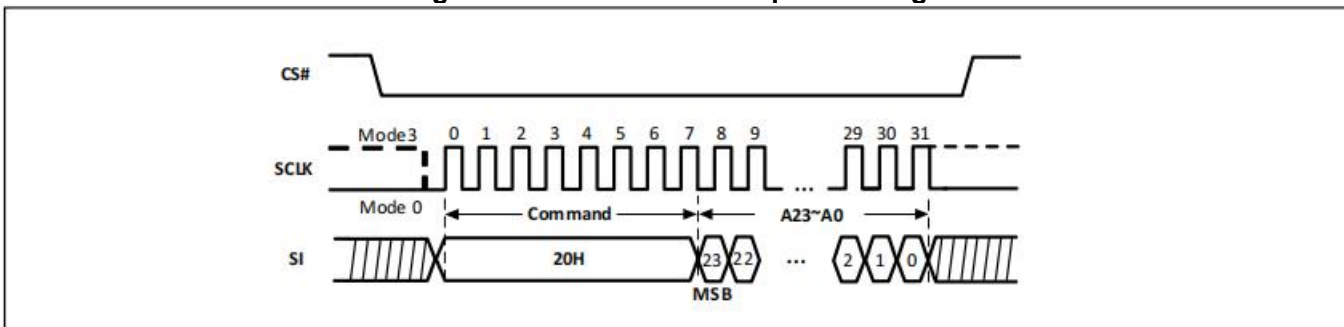 CS#
Mode3 0 1 2 3 4 5 6 7 8 9 29 30 31
SCLK
...
Mode 0 Command A23~A0
SI 20H 23 22 ... 2 1 0
MSB